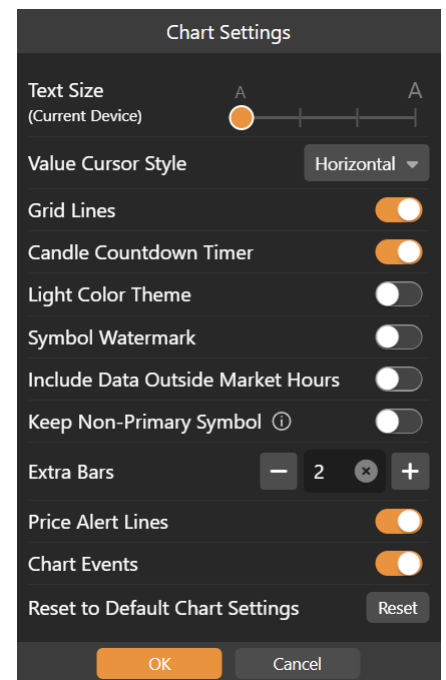 Chart Settings
Text Size A A
(Current Device)
Value Cursor Style Horizontal
Grid Lines
Candle Countdown Timer
Light Color Theme
Symbol Watermark
Include Data Outside Market Hours
Keep Non-Primary Symbol
Extra Bars 2
Price Alert Lines
Chart Events
Reset to Default Chart Settings Reset
OK Cancel